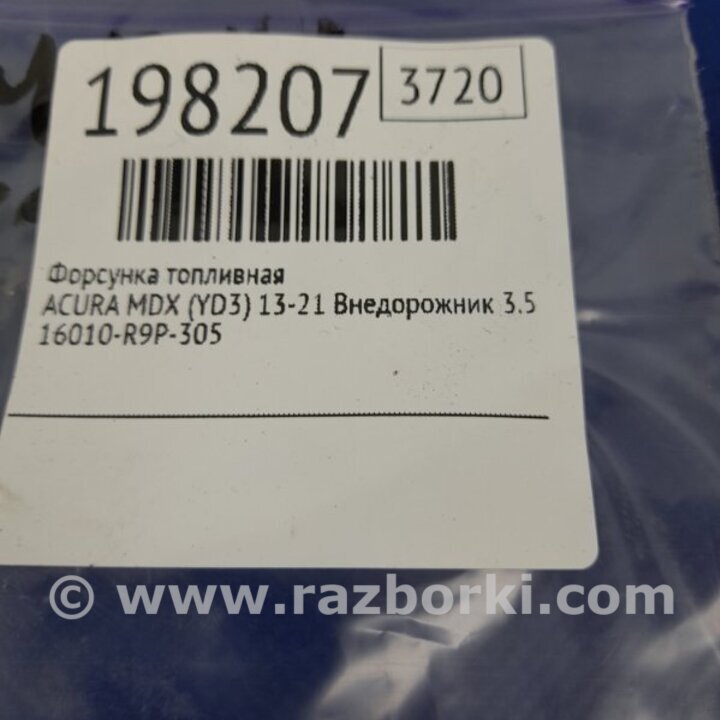 198207 3720
Форсунка топливная
ACURA MDX (YD3) 13-21 Внедорожник 3.5
16010-R9P-305
© www.razborki.com